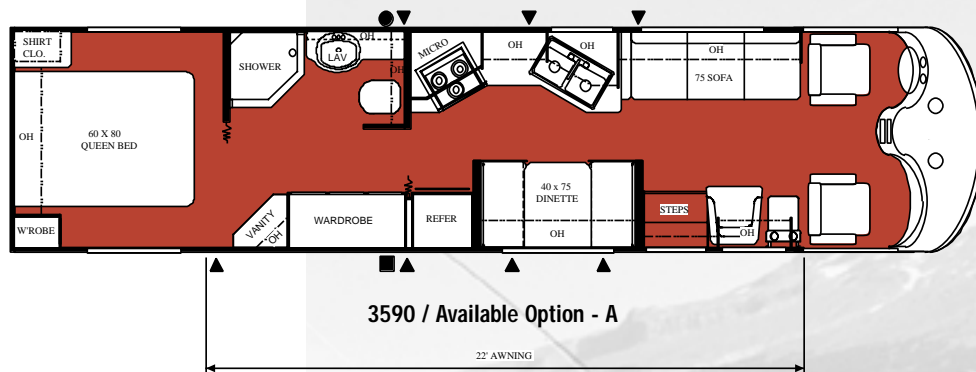 SHIRT
CLO.
OH
60 X 80
QUEEN BED
W'ROBE
SHOWER
OH
LAV
OH
MICRO
OH
OH
OH
75 SOFA
VANITY
OH
WARDROBE
REFER
40 x 75
DINETTE
OH
STEPS
OH
3590 / Available Option - A
22' AWNING